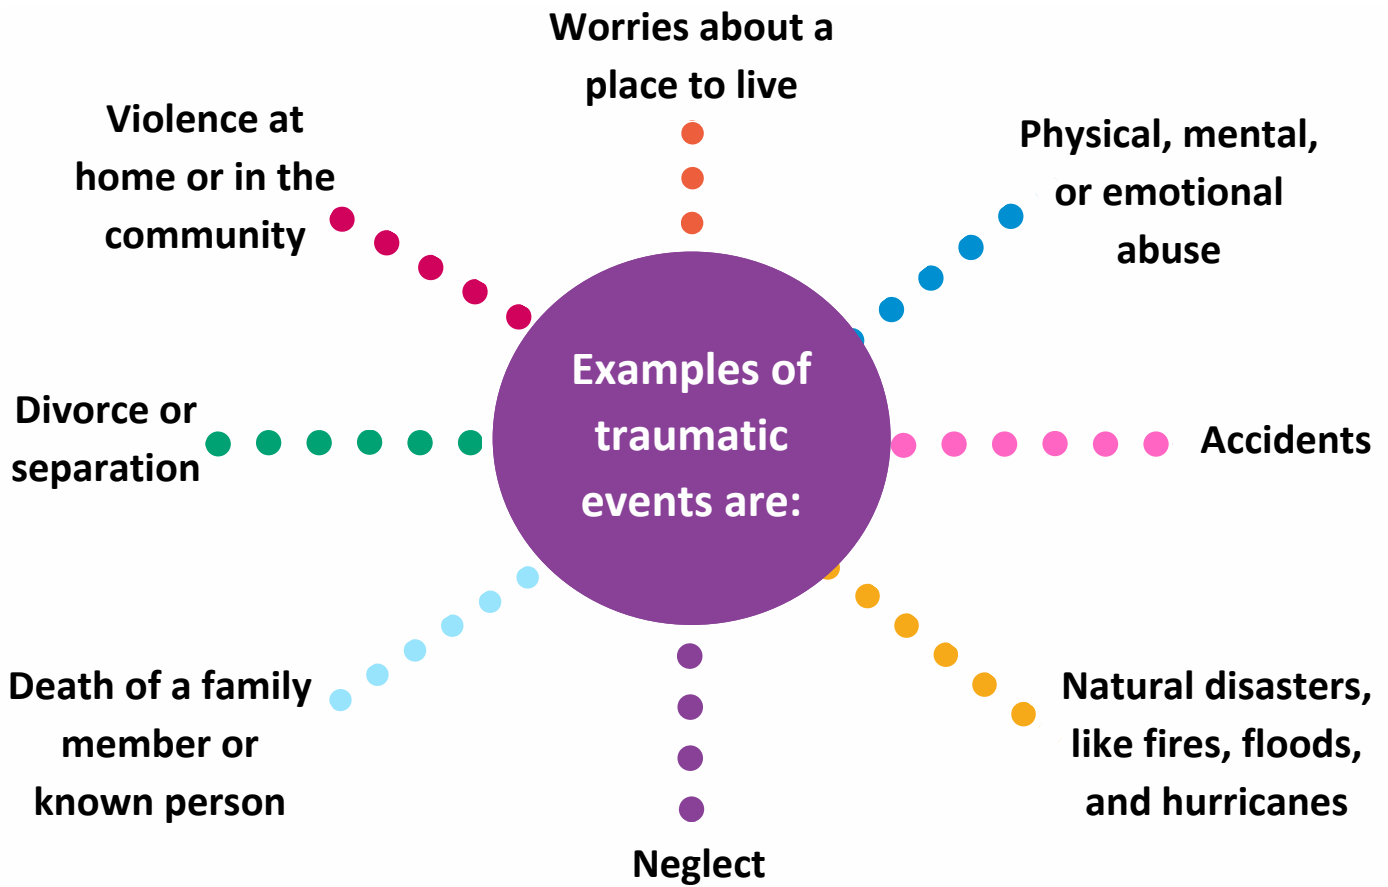 Worries about a
place to live
Physical, mental,
or emotional
abuse
Accidents
Natural disasters,
like fires, floods,
and hurricanes
Neglect
Death of a family
member or
known person
Divorce or
separation
Violence at
home or in the
community
Examples of
traumatic
events are: